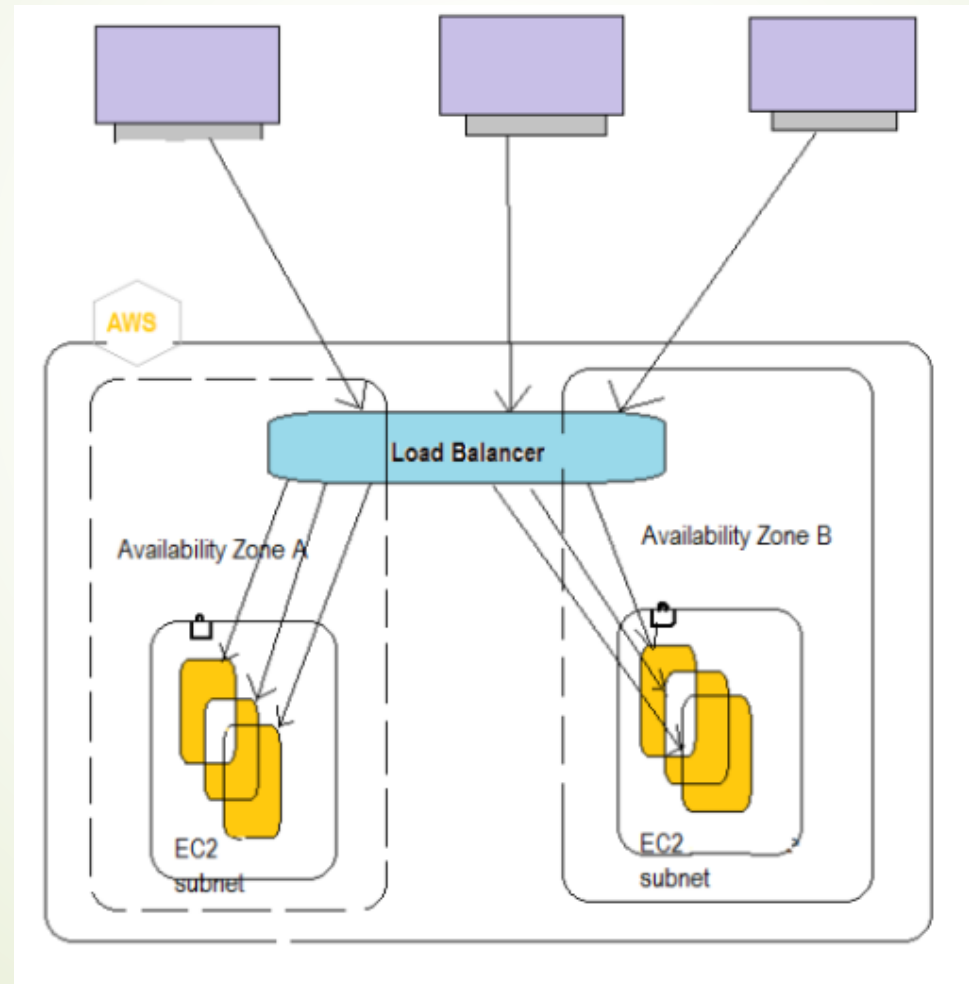 AWS
Load Balancer
Availability Zone A
Availability Zone B
EC2
subnet
EC2
subnet